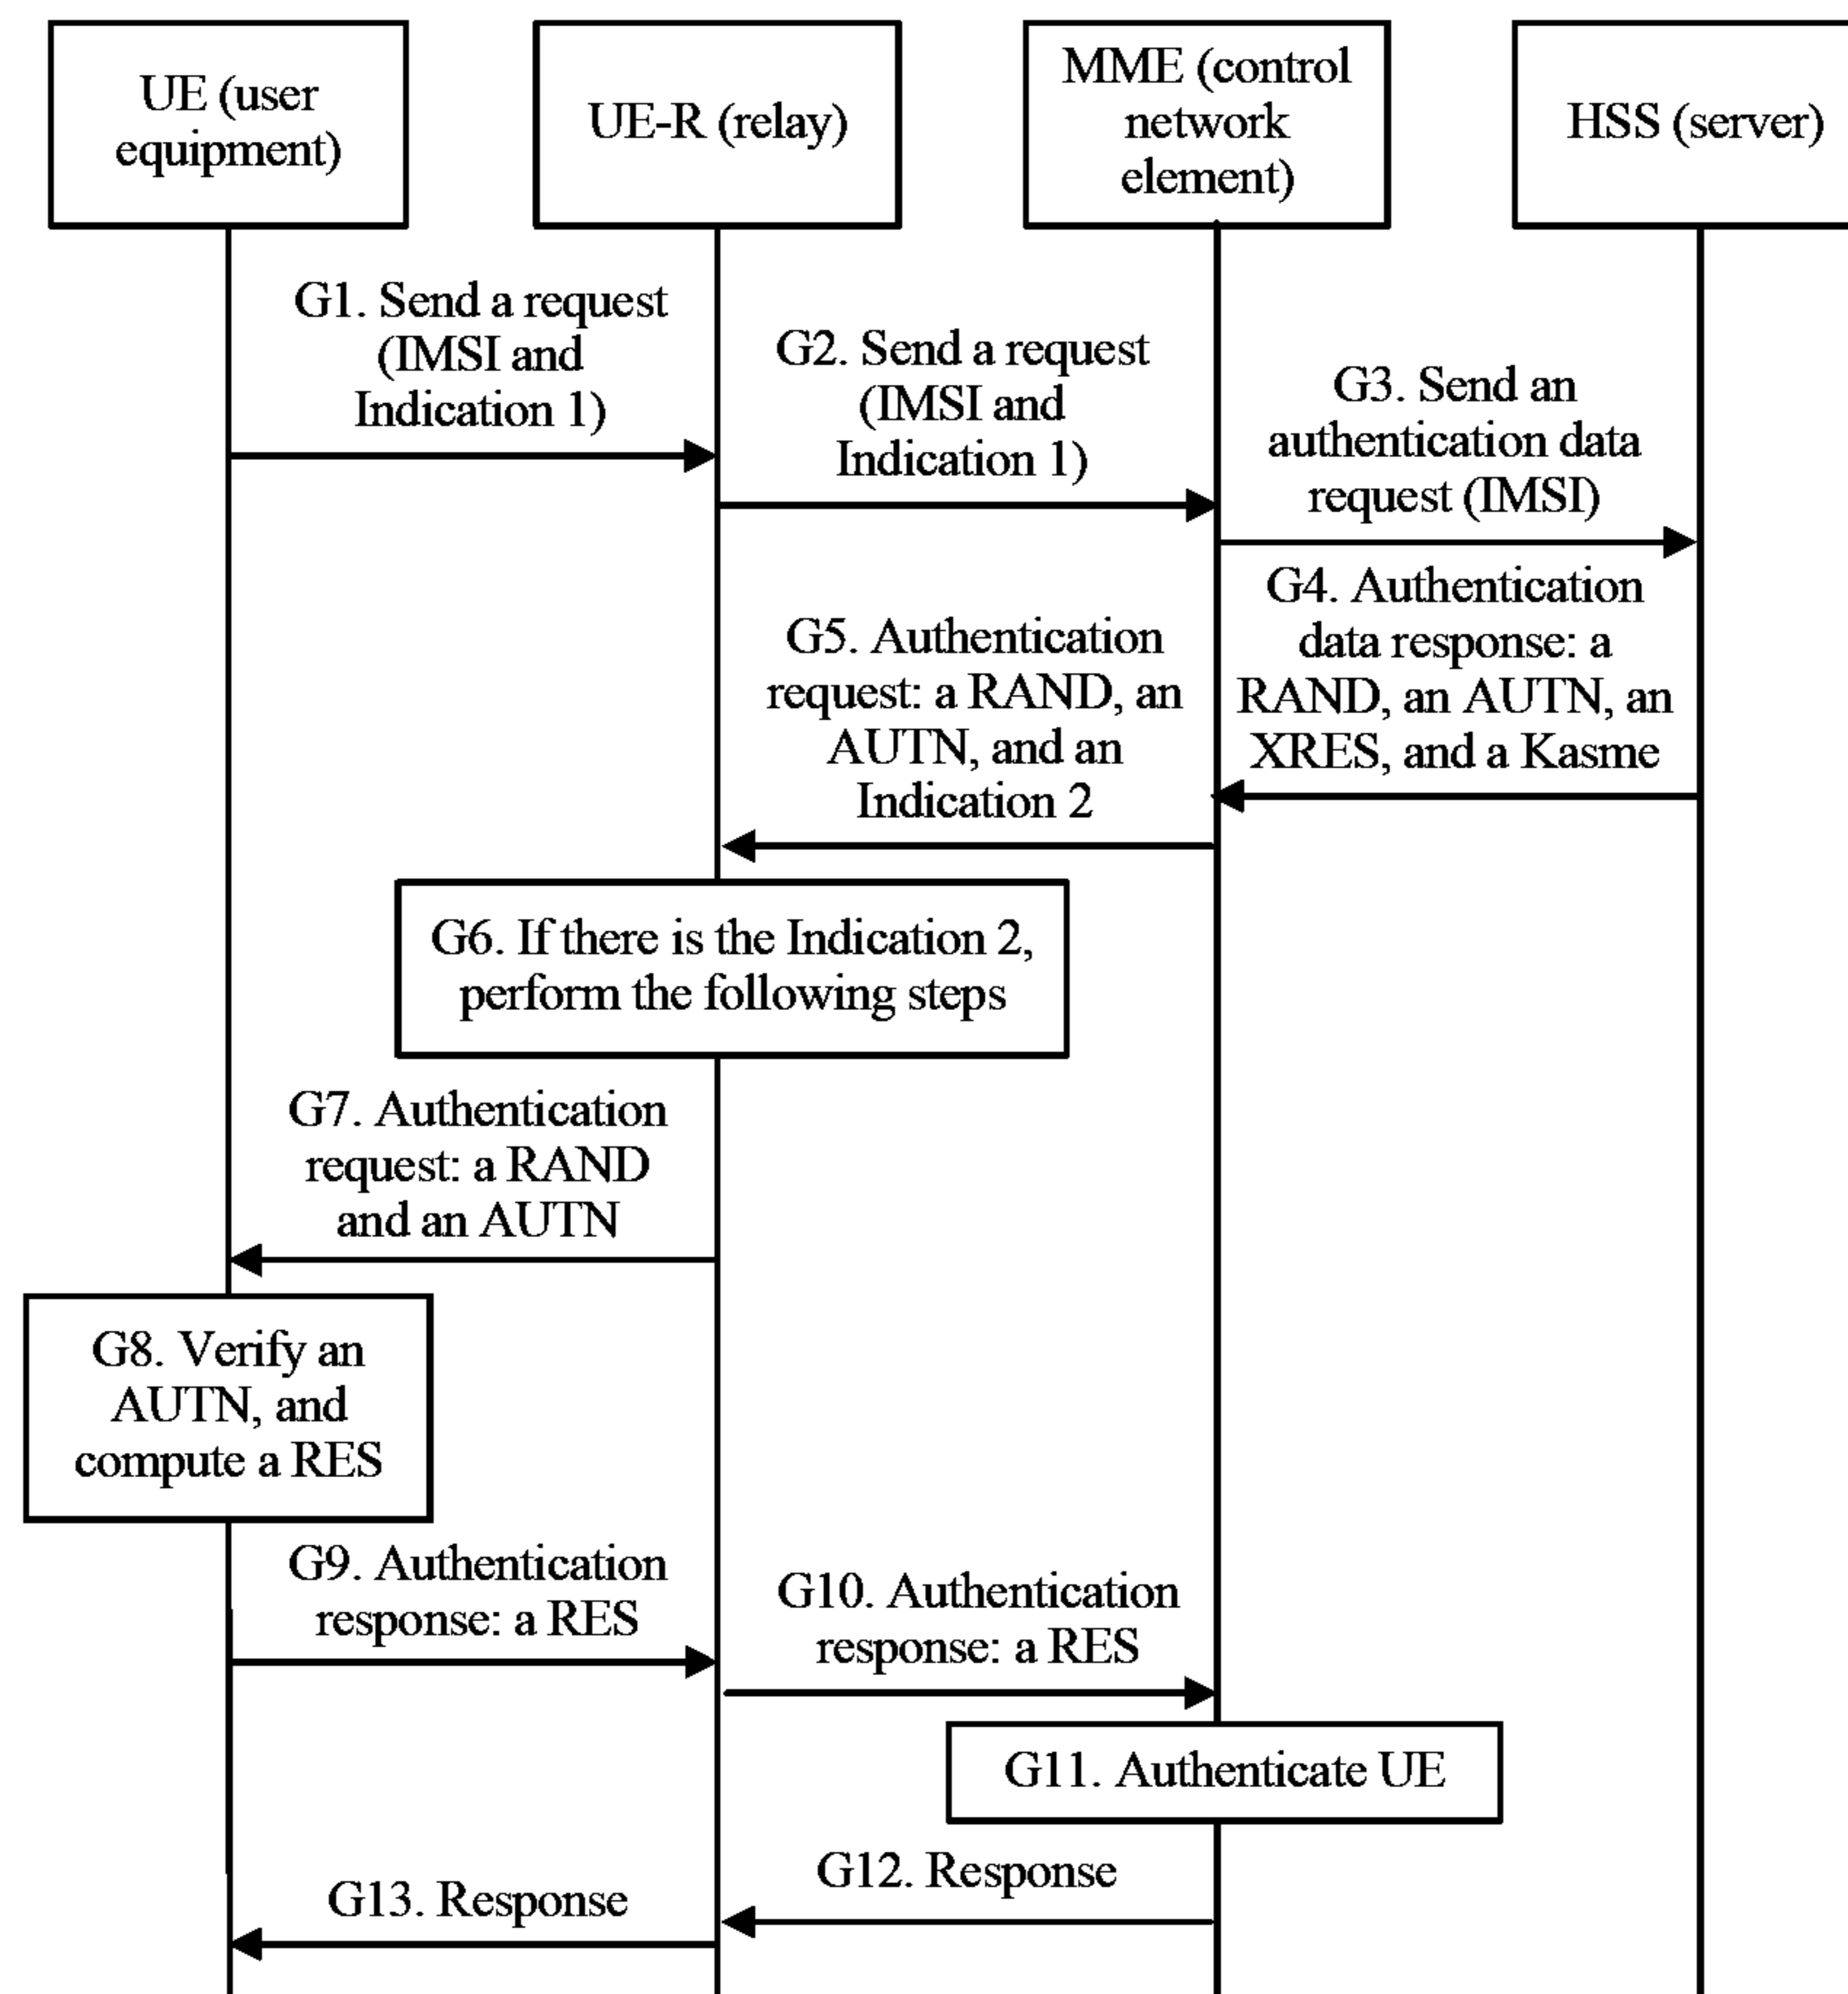 UE (user
equipment)
UE-R (relay)
MME (control
network
element)
HSS (server)
G1. Send a request
(IMSI and
Indication 1)
G2. Send a request
(IMSI and
Indication 1)
G3. Send an
authentication data
request (IMSI)
G4. Authentication
data response: a
RAND, an AUTN, an
XRES, and a Kasme
G5. Authentication
request: a RAND, an
AUTN, and an
Indication 2
G6. If there is the Indication 2,
perform the following steps
G7. Authentication
request: a RAND
and an AUTN
G8. Verify an
AUTN, and
compute a RES
G9. Authentication
response: a RES
G10. Authentication
response: a RES
G11. Authenticate UE
G12. Response
G13. Response